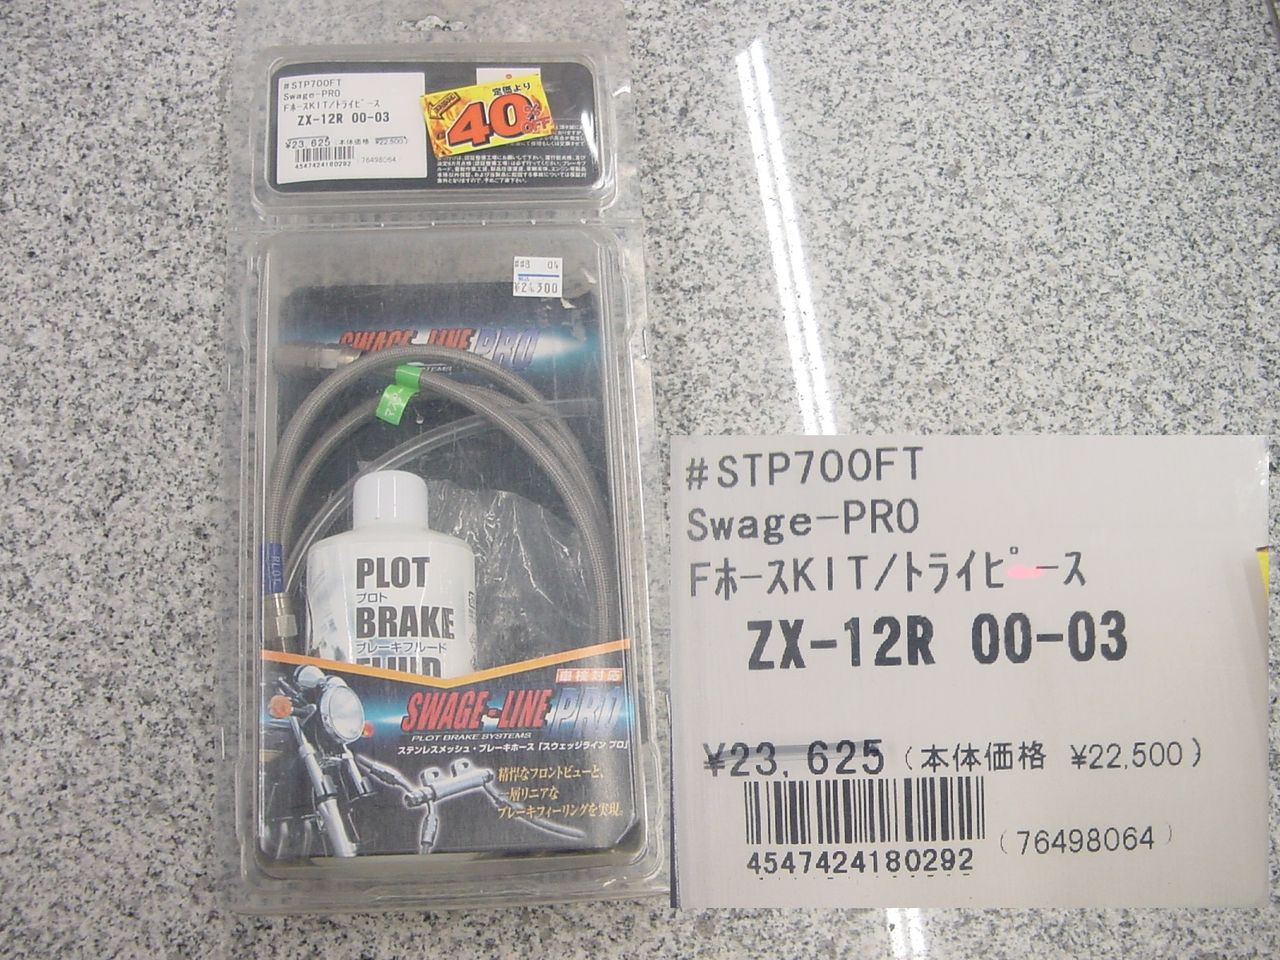 #STP700FT
Swage-PRO
FホースKIT/トライピース
ZX-12R 00-03
¥23,625 (本体価格 ¥22,500)
4547424180292
(76498064)
定価より
40%OFF
¥24,300
SWAGE-LINE PRO
PLOT
PLOT
プロト
BRAKE
ブレーキフルード
FLUID
車検対応
SWAGE-LINE PRO
PLOT BRAKE SYSTEMS
ステンレスメッシュ・ブレーキホース「スウェッジライン プロ」
精悍なフロントビューと、
一層リニアな
ブレーキフィーリングを実現。
#STP700FT
Swage-PRO
FホースKIT/トライピース
ZX-12R 00-03
¥23,625 (本体価格 ¥22,500)
4547424180292
(76498064)